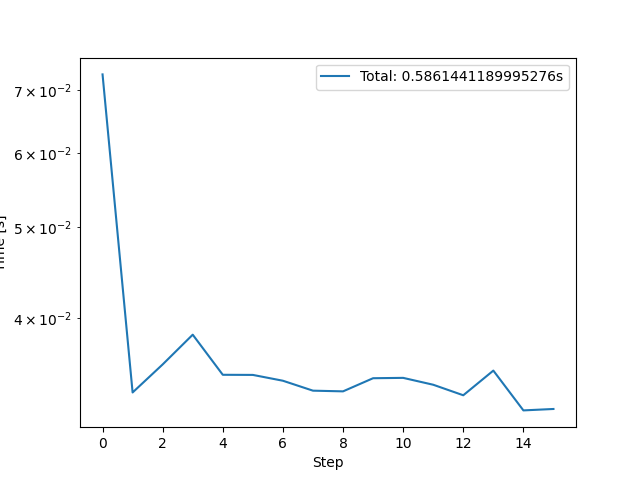 Total: 0.5861441189995276s
7 × 10⁻²
6 × 10⁻²
5 × 10⁻²
4 × 10⁻²
[s]
0 2 4 6 8 10 12 14
Step